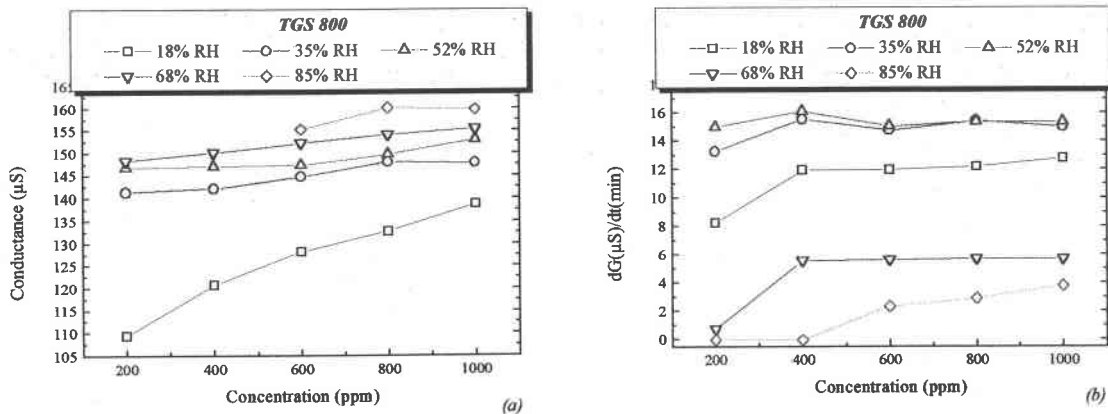 TGS 800
18% RH 35% RH 52% RH
68% RH 85% RH
161
160
155
150
145
140
135
130
125
120
115
110
105
200 400 600 800 1000
Conductance (µS)
Concentration (ppm)
(a)
TGS 800
18% RH 35% RH 52% RH
68% RH 85% RH
16
14
12
10
8
6
4
2
0
200 400 600 800 1000
dG(µS)/dt(min)
Concentration (ppm)
(b)